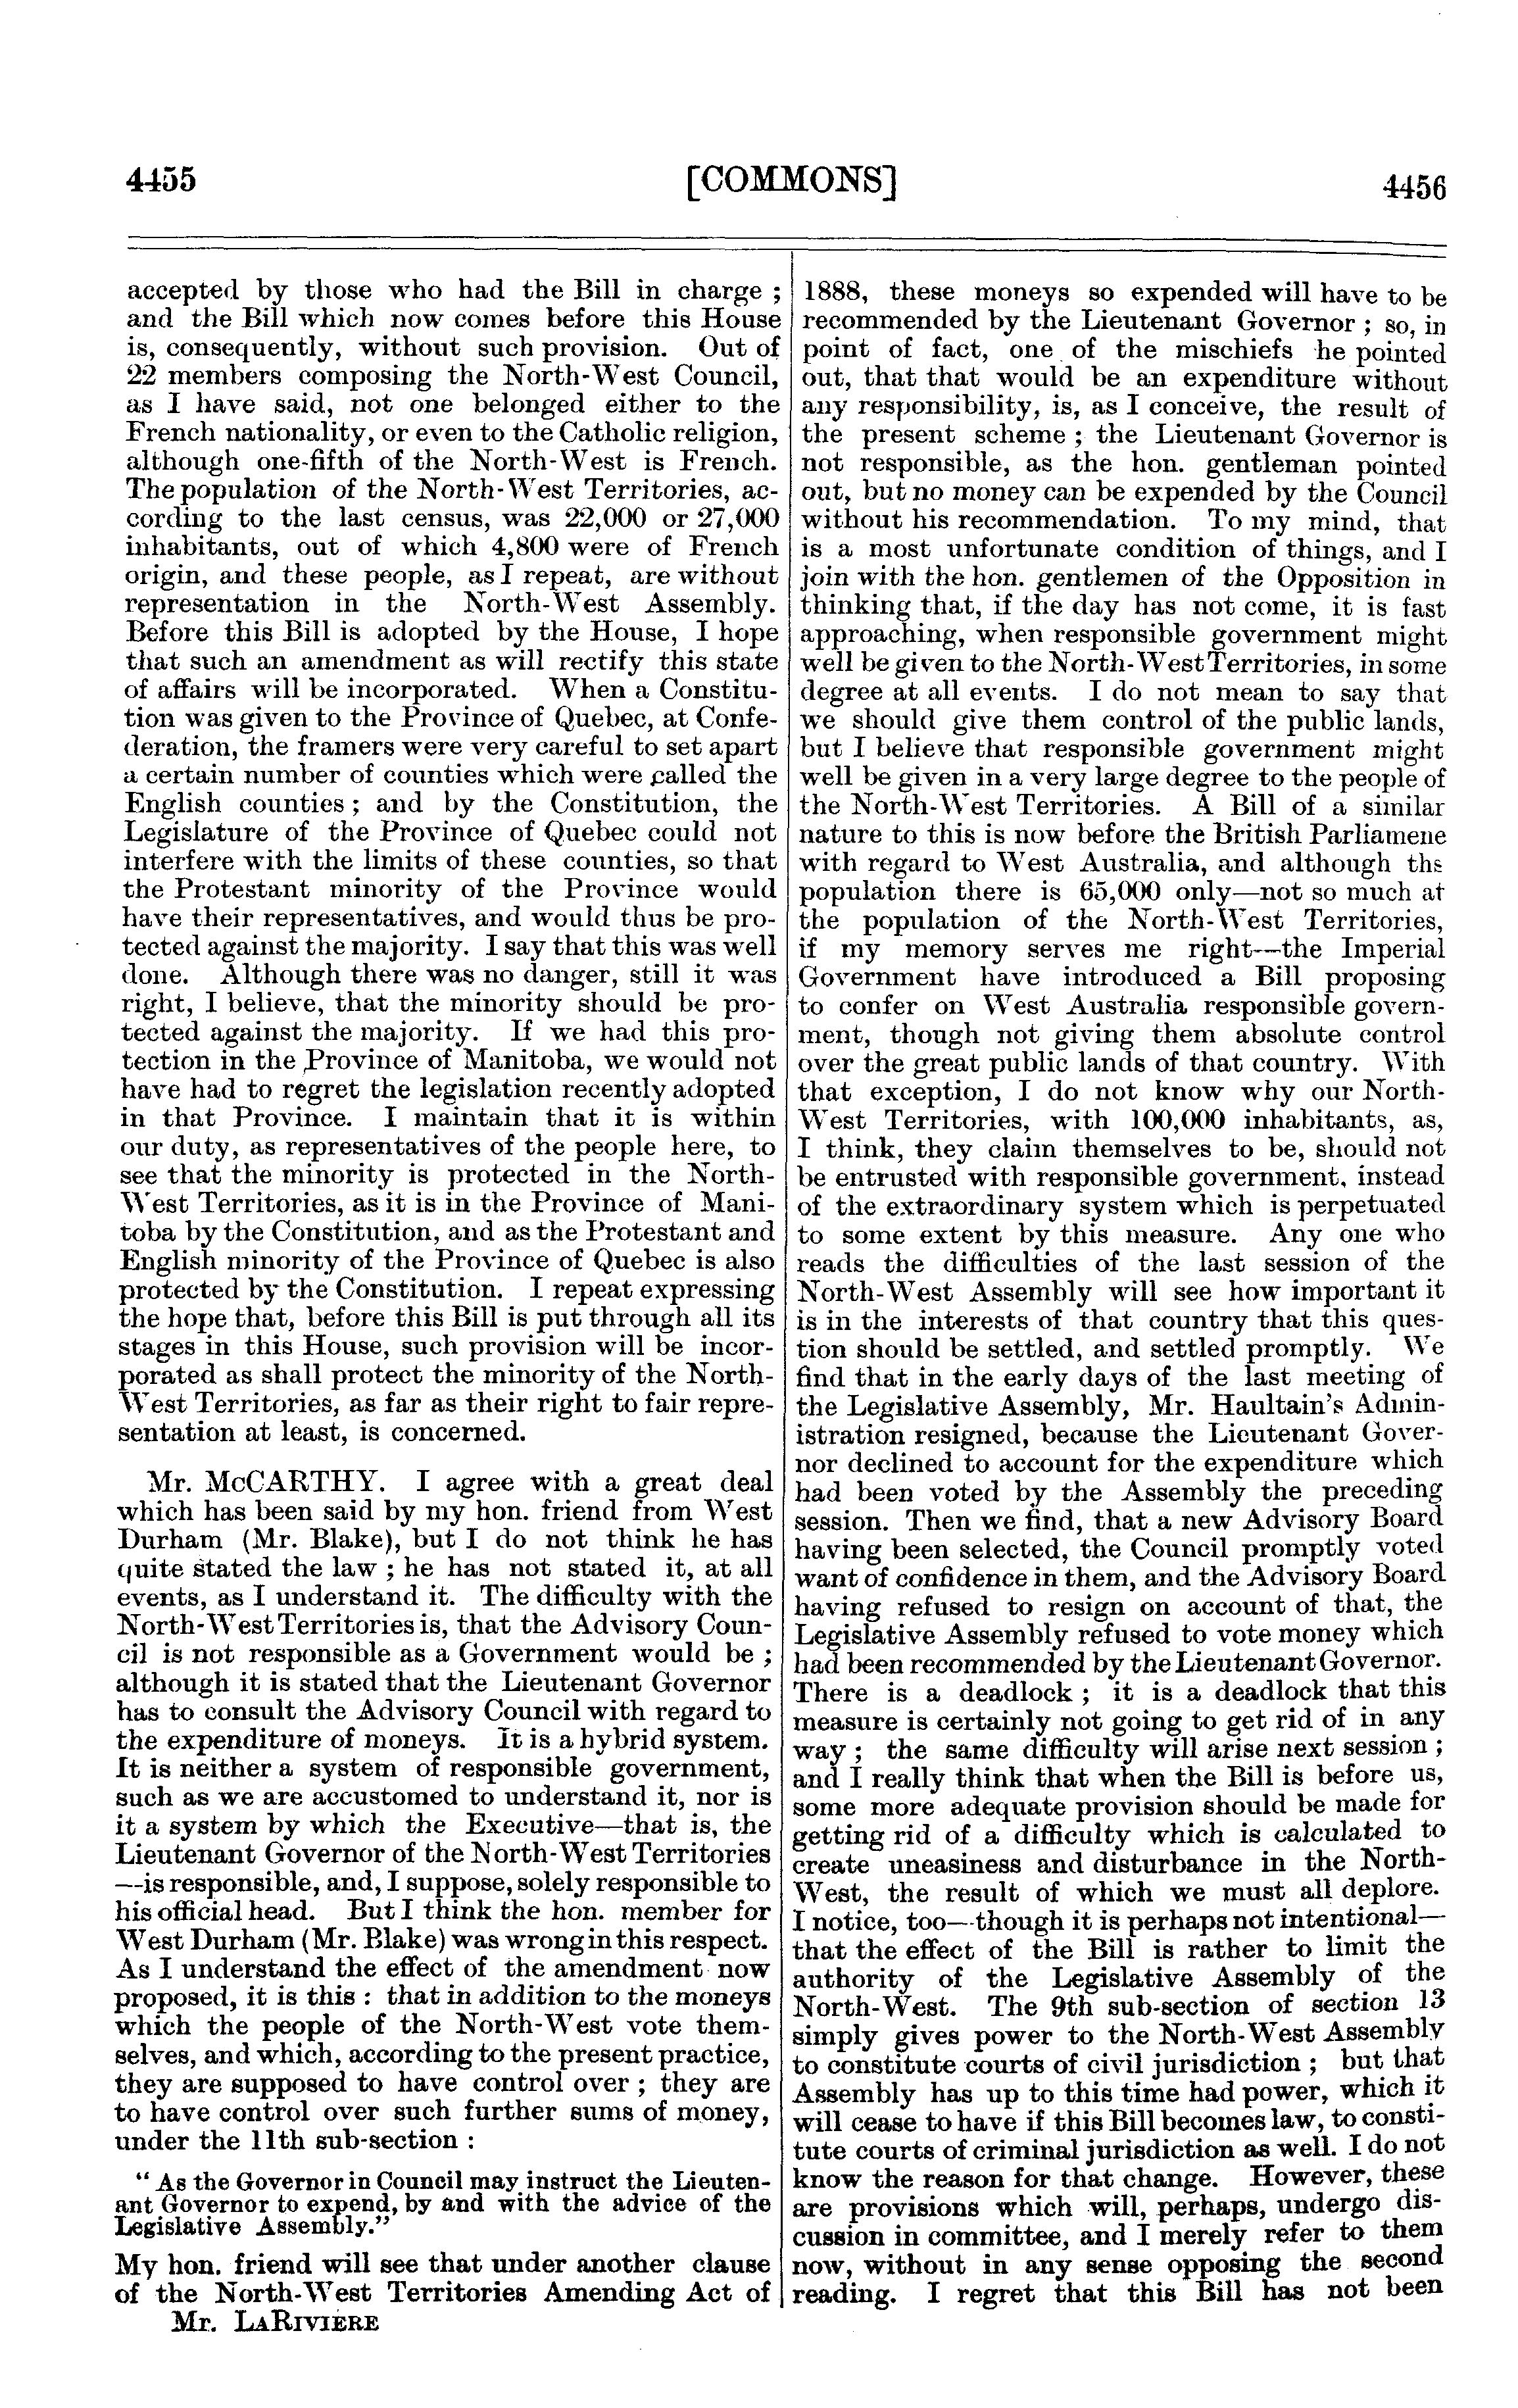 4455
[COMMONS]
4456
accepted by those who had the Bill in charge ;
and the Bill which now comes before this House
is, consequently, without such provision. Out of
22 members composing the North-West Council,
as I have said, not one belonged either to the
French nationality, or even to the Catholic religion,
although one-fifth of the North-West is French.
The population of the North-West Territories, ac-
cording to the last census, was 22,000 or 27,000
inhabitants, out of which 4,800 were of French
origin, and these people, as I repeat, are without
representation in the North-West Assembly.
Before this Bill is adopted by the House, I hope
that such an amendment as will rectify this state
of affairs will be incorporated. When a Constitu-
tion was given to the Province of Quebec, at Confe-
deration, the framers were very careful to set apart
a certain number of counties which were called the
English counties ; and by the Constitution, the
Legislature of the Province of Quebec could not
interfere with the limits of these counties, so that
the Protestant minority of the Province would
have their representatives, and would thus be pro-
tected against the majority. I say that this was well
done. Although there was no danger, still it was
right, I believe, that the minority should be pro-
tected against the majority. If we had this pro-
tection in the Province of Manitoba, we would not
have had to regret the legislation recently adopted
in that Province. I maintain that it is within
our duty, as representatives of the people here, to
see that the minority is protected in the North-
West Territories, as it is in the Province of Mani-
toba by the Constitution, and as the Protestant and
English minority of the Province of Quebec is also
protected by the Constitution. I repeat expressing
the hope that, before this Bill is put through all its
stages in this House, such provision will be incor-
porated as shall protect the minority of the North-
West Territories, as far as their right to fair repre-
sentation at least, is concerned.
Mr. McCARTHY. I agree with a great deal
which has been said by my hon. friend from West
Durham (Mr. Blake), but I do not think he has
quite stated the law ; he has not stated it, at all
events, as I understand it. The difficulty with the
North-West Territories is, that the Advisory Coun-
cil is not responsible as a Government would be ;
although it is stated that the Lieutenant Governor
has to consult the Advisory Council with regard to
the expenditure of moneys. It is a hybrid system.
It is neither a system of responsible government,
such as we are accustomed to understand it, nor is
it a system by which the Executive—that is, the
Lieutenant Governor of the North-West Territories
—is responsible, and, I suppose, solely responsible to
his official head. But I think the hon. member for
West Durham (Mr. Blake) was wrong in this respect.
As I understand the effect of the amendment now
proposed, it is this : that in addition to the moneys
which the people of the North-West vote them-
selves, and which, according to the present practice,
they are supposed to have control over ; they are
to have control over such further sums of money,
under the 11th sub-section :
" As the Governor in Council may instruct the Lieuten-
ant Governor to expend, by and with the advice of the
Legislative Assembly."
My hon. friend will see that under another clause
of the North-West Territories Amending Act of
Mr. LARIVIÈRE
1888, these moneys so expended will have to be
recommended by the Lieutenant Governor ; so, in
point of fact, one of the mischiefs he pointed
out, that that would be an expenditure without
any responsibility, is, as I conceive, the result of
the present scheme ; the Lieutenant Governor is
not responsible, as the hon. gentleman pointed
out, but no money can be expended by the Council
without his recommendation. To my mind, that
is a most unfortunate condition of things, and I
join with the hon. gentlemen of the Opposition in
thinking that, if the day has not come, it is fast
approaching, when responsible government might
well be given to the North-West Territories, in some
degree at all events. I do not mean to say that
we should give them control of the public lands,
but I believe that responsible government might
well be given in a very large degree to the people of
the North-West Territories. A Bill of a similar
nature to this is now before the British Parliamene
with regard to West Australia, and although ths
population there is 65,000 only—not so much at
the population of the North-West Territories,
if my memory serves me right—the Imperial
Government have introduced a Bill proposing
to confer on West Australia responsible govern-
ment, though not giving them absolute control
over the great public lands of that country. With
that exception, I do not know why our North-
West Territories, with 100,000 inhabitants, as,
I think, they claim themselves to be, should not
be entrusted with responsible government, instead
of the extraordinary system which is perpetuated
to some extent by this measure. Any one who
reads the difficulties of the last session of the
North-West Assembly will see how important it
is in the interests of that country that this ques-
tion should be settled, and settled promptly. We
find that in the early days of the last meeting of
the Legislative Assembly, Mr. Haultain's Admin-
istration resigned, because the Lieutenant Gover-
nor declined to account for the expenditure which
had been voted by the Assembly the preceding
session. Then we find, that a new Advisory Board
having been selected, the Council promptly voted
want of confidence in them, and the Advisory Board
having refused to resign on account of that, the
Legislative Assembly refused to vote money which
had been recommended by the Lieutenant Governor.
There is a deadlock ; it is a deadlock that this
measure is certainly not going to get rid of in any
way ; the same difficulty will arise next session ;
and I really think that when the Bill is before us,
some more adequate provision should be made for
getting rid of a difficulty which is calculated to
create uneasiness and disturbance in the North-
West, the result of which we must all deplore.
I notice, too—though it is perhaps not intentional—
that the effect of the Bill is rather to limit the
authority of the Legislative Assembly of the
North-West. The 9th sub-section of section 13
simply gives power to the North-West Assembly
to constitute courts of civil jurisdiction ; but that
Assembly has up to this time had power, which it
will cease to have if this Bill becomes law, to consti-
tute courts of criminal jurisdiction as well. I do not
know the reason for that change. However, these
are provisions which will, perhaps, undergo dis-
cussion in committee, and I merely refer to them
now, without in any sense opposing the second
reading. I regret that this Bill has not been